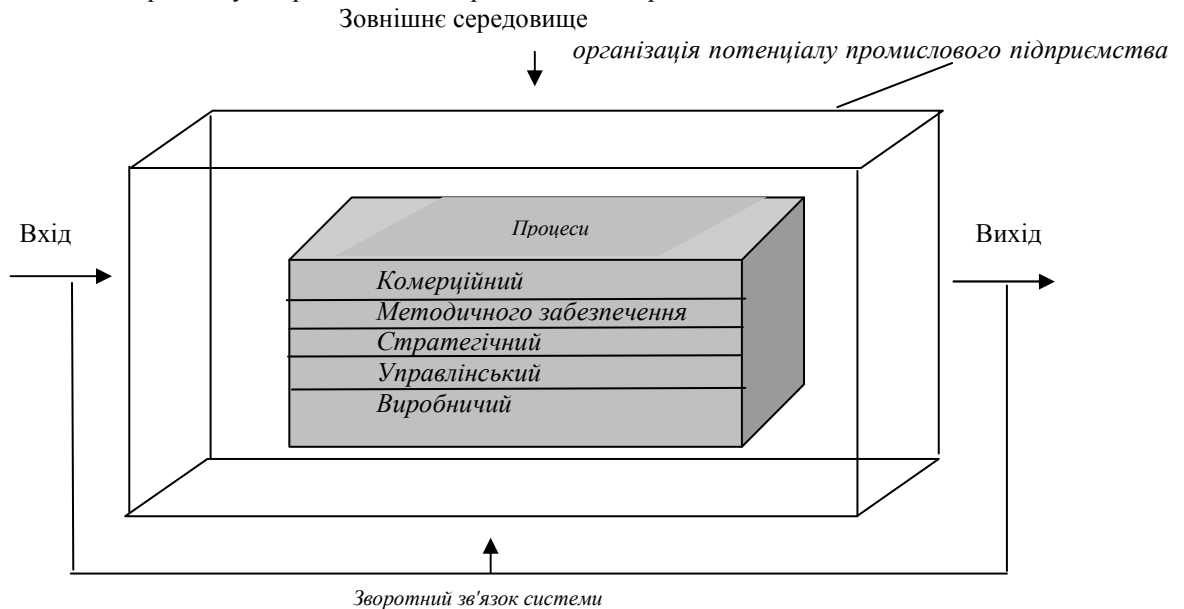 Зовнішнє середовище
організація потенціалу промислового підприємства
Вхід
Вихід
Процеси
Комерційний
Методичного забезпечення
Стратегічний
Управлінський
Виробничий
Зворотний зв'язок системи